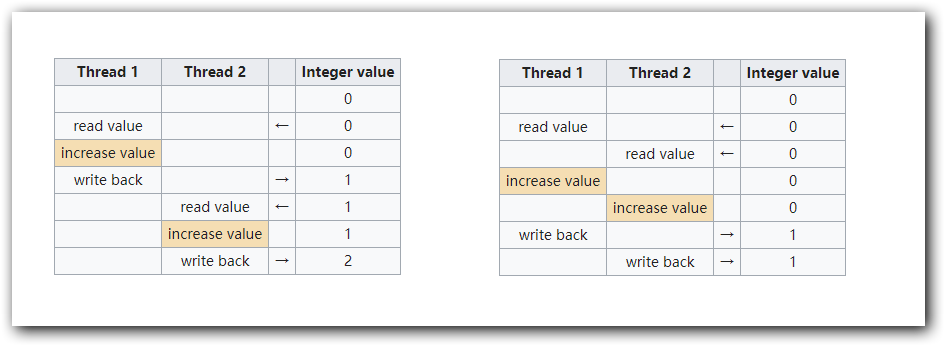 Thread 1 Thread 2 Integer value
0
read value ← 0
increase value 0
write back → 1
read value ← 1
increase value 1
write back → 2
Thread 1 Thread 2 Integer value
0
read value ← 0
read value ← 0
increase value 0
increase value 0
write back → 1
write back → 1